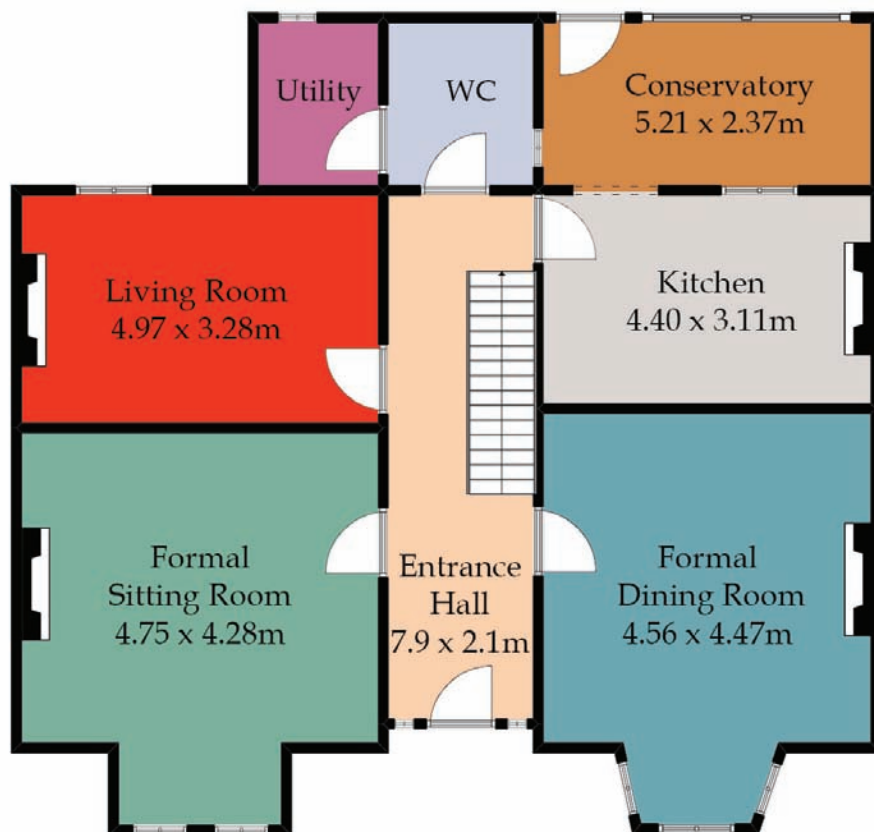 Utility
WC
Conservatory
5.21 x 2.37m
Living Room
4.97 x 3.28m
Kitchen
4.40 x 3.11m
Formal
Sitting Room
4.75 x 4.28m
Entrance
Hall
7.9 x 2.1m
Formal
Dining Room
4.56 x 4.47m